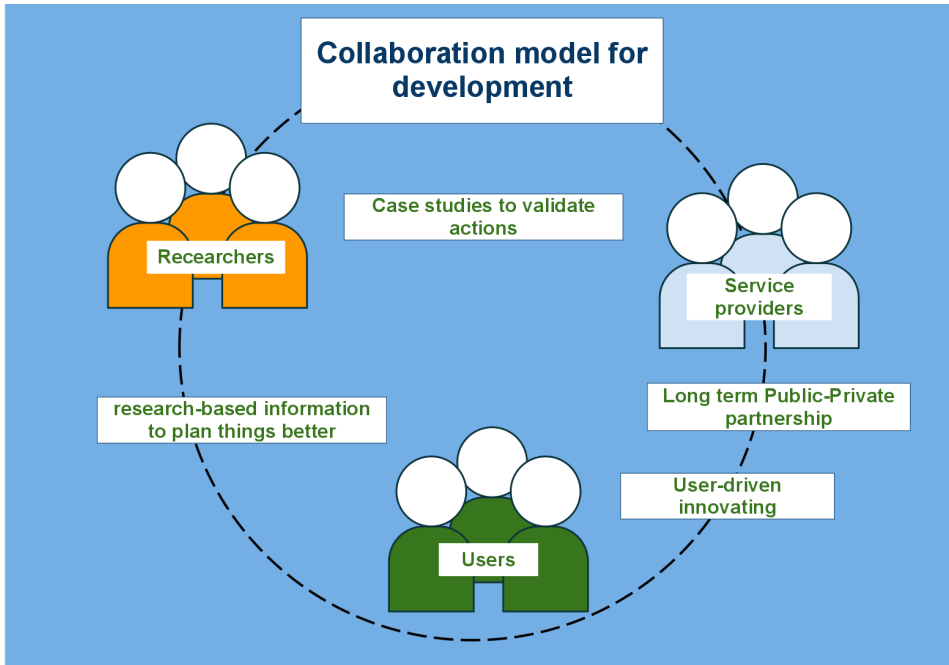 Collaboration model for
development
Case studies to validate
actions
Recearchers
Service
providers
research-based information
to plan things better
Long term Public-Private
partnership
User-driven
innovating
Users